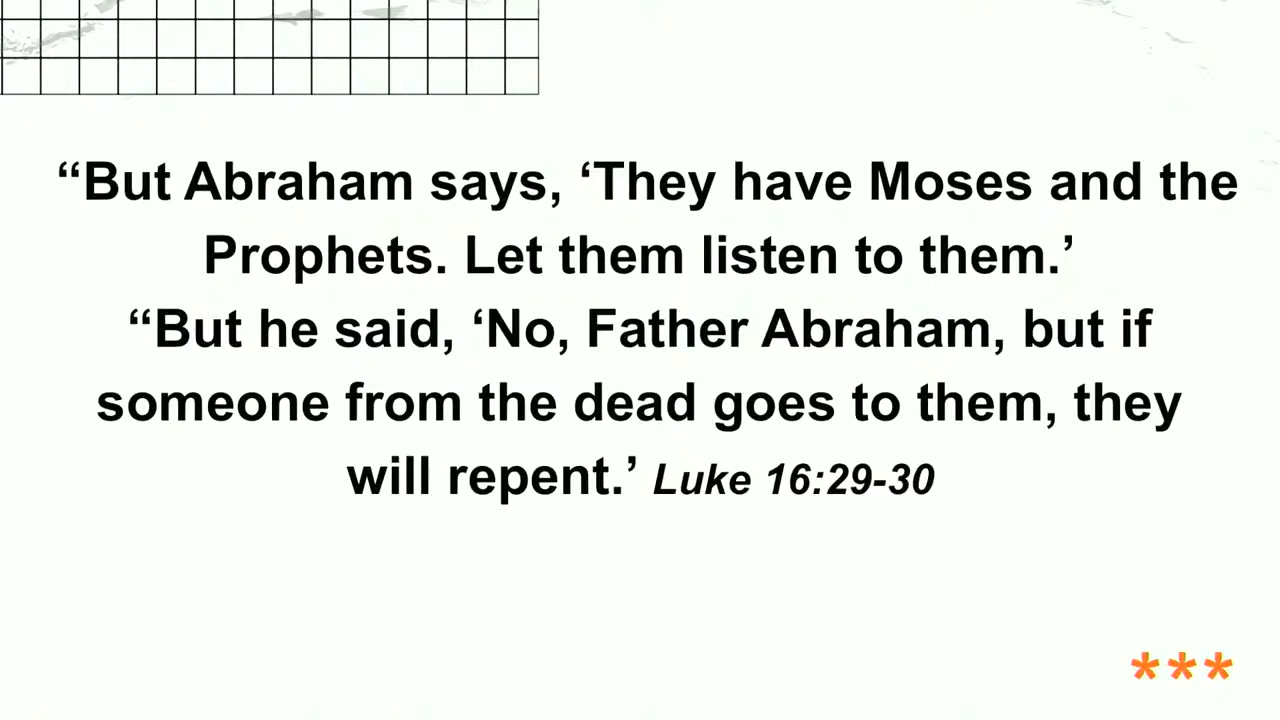 “But Abraham says, ‘They have Moses and the
Prophets. Let them listen to them.’
“But he said, ‘No, Father Abraham, but if
someone from the dead goes to them, they
will repent.’ Luke 16:29-30
***